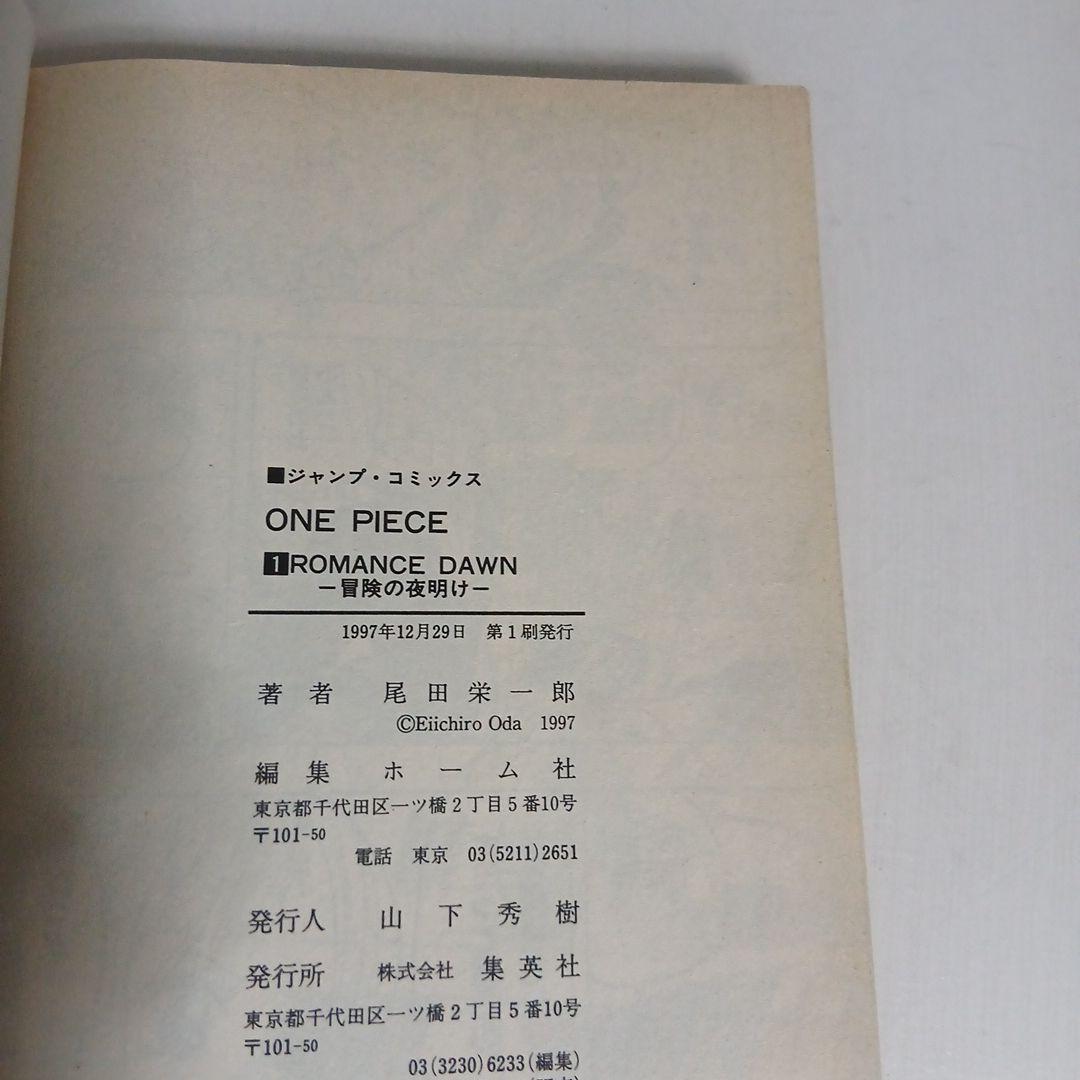 ■ジャンプ・コミックス
ONE PIECE
1 ROMANCE DAWN
―冒険の夜明け―
1997年12月29日 第1刷発行
著者 尾田栄一郎
©Eiichiro Oda 1997
編集 ホーム社
東京都千代田区一ツ橋2丁目5番10号
〒101-50
電話 東京 03(5211)2651
発行人 山下秀樹
発行所 株式会社 集英社
東京都千代田区一ツ橋2丁目5番10号
〒101-50
03(3230)6233(編集)